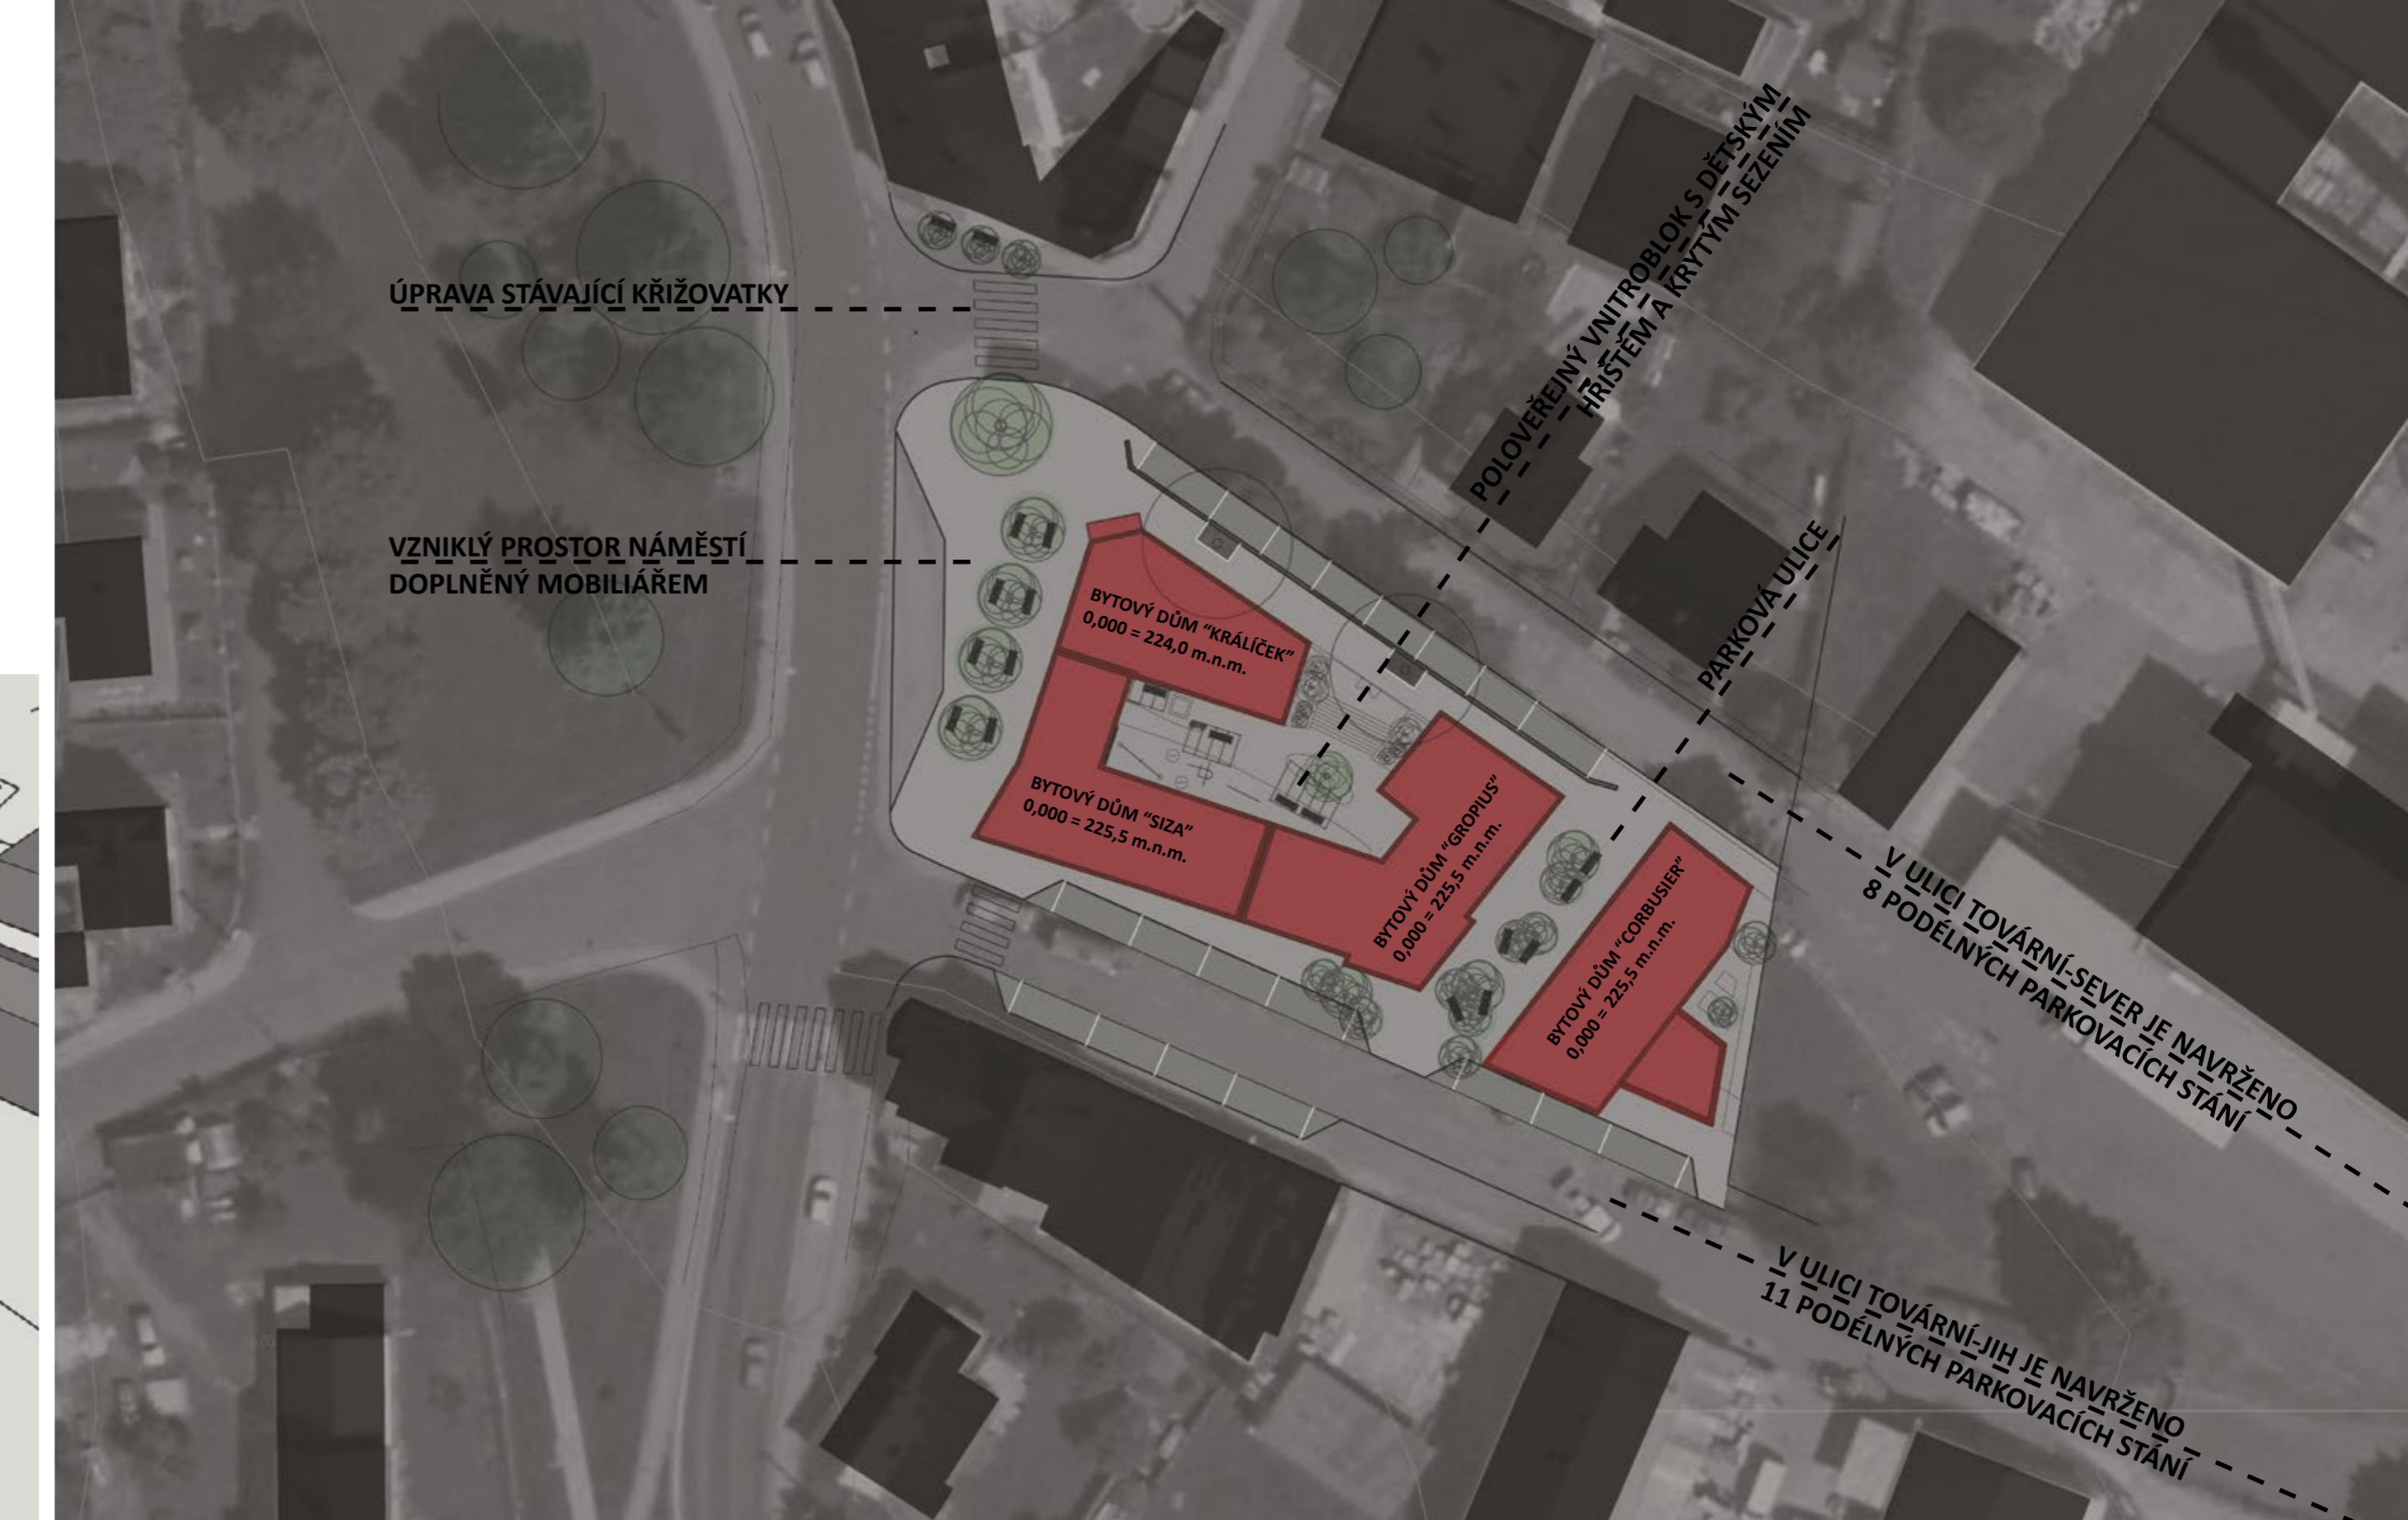 POLOVEŘEJNÝ VNITROBLOK S DĚTSKÝM
HŘIŠTĚM A KRYTÝM SEZENÍM
ÚPRAVA STÁVAJÍCÍ KŘIŽOVATKY
VZNIKLÝ PROSTOR NÁMĚSTÍ
DOPLNĚNÝ MOBILIÁŘEM
PARKOVÁ ULICE
BYTOVÝ DŮM “KRÁLÍČEK”
0,000 = 224,0 m.n.m.
BYTOVÝ DŮM “SIZA”
0,000 = 225,5 m.n.m.
BYTOVÝ DŮM “GROPIUS”
0,000 = 225,5 m.n.m.
BYTOVÝ DŮM “CORBUSIER”
0,000 = 225,5 m.n.m.
V ULICI TOVÁRNÍ-SEVER JE NAVRŽENO
8 PODÉLNÝCH PARKOVACÍCH STÁNÍ
V ULICI TOVÁRNÍ-JIH JE NAVRŽENO
11 PODÉLNÝCH PARKOVACÍCH STÁNÍ